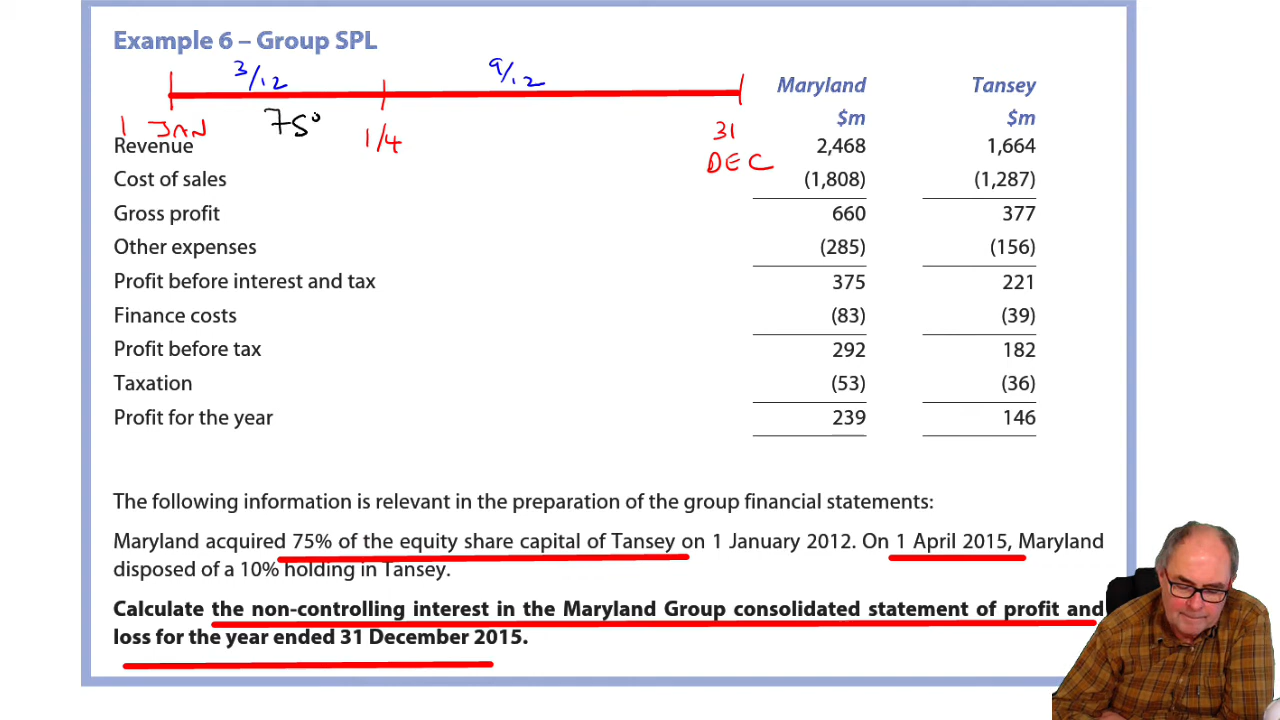 Example 6 – Group SPL
3/12 9/12
Maryland Tansey
$m $m
1 JAN 75° 1/4 31 DEC
Revenue 2,468 1,664
Cost of sales (1,808) (1,287)
Gross profit 660 377
Other expenses (285) (156)
Profit before interest and tax 375 221
Finance costs (83) (39)
Profit before tax 292 182
Taxation (53) (36)
Profit for the year 239 146
The following information is relevant in the preparation of the group financial statements:
Maryland acquired 75% of the equity share capital of Tansey on 1 January 2012. On 1 April 2015, Maryland
disposed of a 10% holding in Tansey.
Calculate the non-controlling interest in the Maryland Group consolidated statement of profit and
loss for the year ended 31 December 2015.